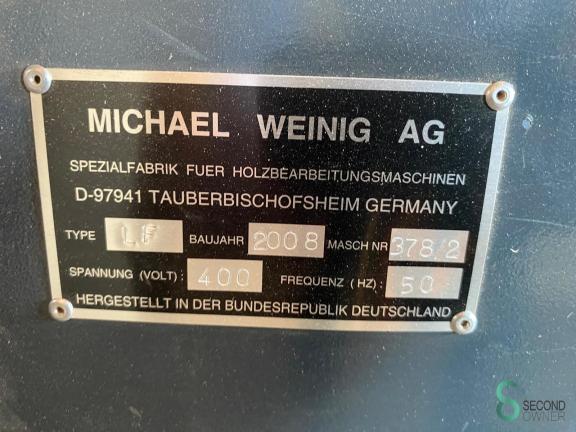 MICHAEL WEINIG AG
SPEZIALFABRIK FUER HOLZBEARBEITUNGSMASCHINEN
D-97941 TAUBERBISCHOFSHEIM GERMANY
TYPE LF BAUJAHR 2008 MASCH NR 378/2
SPANNUNG (VOLT): 400 FREQUENZ (HZ): 50
HERGESTELLT IN DER BUNDESREPUBLIK DEUTSCHLAND
SECOND
OWNER